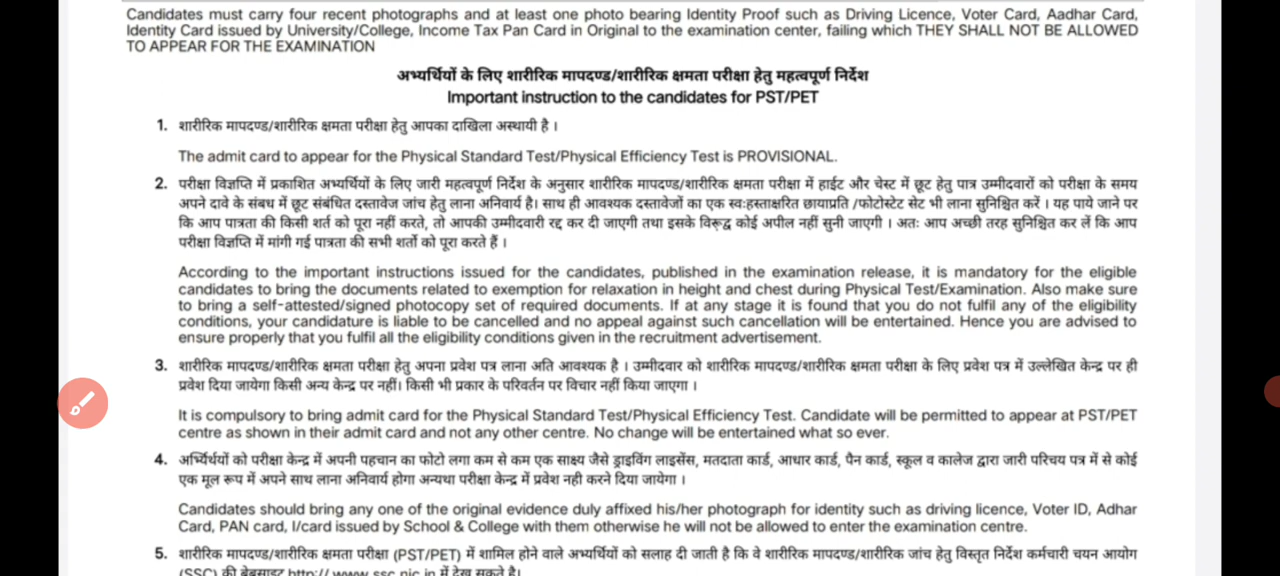 Candidates must carry four recent photographs and at least one photo bearing Identity Proof such as Driving Licence, Voter Card, Aadhar Card,
Identity Card issued by University/College, Income Tax Pan Card in Original to the examination center, failing which THEY SHALL NOT BE ALLOWED
TO APPEAR FOR THE EXAMINATION
अभ्यर्थियों के लिए शारीरिक मापदण्ड/शारीरिक क्षमता परीक्षा हेतु महत्वपूर्ण निर्देश
Important instruction to the candidates for PST/PET
1. शारीरिक मापदण्ड/शारीरिक क्षमता परीक्षा हेतु आपका दाखिला अस्थायी है ।
The admit card to appear for the Physical Standard Test/Physical Efficiency Test is PROVISIONAL.
2. परीक्षा विज्ञप्ति में प्रकाशित अभ्यर्थियों के लिए जारी महत्वपूर्ण निर्देश के अनुसार शारीरिक मापदण्ड/शारीरिक क्षमता परीक्षा में हाईट और चेस्ट में छूट हेतु पात्र उम्मीदवारों को परीक्षा के समय
अपने दावे के संबध में छूट संबंधित दस्तावेज जांच हेतु लाना अनिवार्य है। साथ ही आवश्यक दस्तावेजों का एक स्वःहस्ताक्षरित छायाप्रति /फोटोस्टेट सेट भी लाना सुनिश्चित करें । यह पाये जाने पर
कि आप पात्रता की किसी शर्त को पूरा नहीं करते, तो आपकी उम्मीदवारी रद्द कर दी जाएगी तथा इसके विरूद्व कोई अपील नहीं सुनी जाएगी । अतः आप अच्छी तरह सुनिश्चित कर लें कि आप
परीक्षा विज्ञप्ति में मांगी गई पात्रता की सभी शर्तो को पूरा करते हैं ।
According to the important instructions issued for the candidates, published in the examination release, it is mandatory for the eligible
candidates to bring the documents related to exemption for relaxation in height and chest during Physical Test/Examination. Also make sure
to bring a self-attested/signed photocopy set of required documents. If at any stage it is found that you do not fulfil any of the eligibility
conditions, your candidature is liable to be cancelled and no appeal against such cancellation will be entertained. Hence you are advised to
ensure properly that you fulfil all the eligibility conditions given in the recruitment advertisement.
3. शारीरिक मापदण्ड/शारीरिक क्षमता परीक्षा हेतु अपना प्रवेश पत्र लाना अति आवश्यक है । उम्मीदवार को शारीरिक मापदण्ड/शारीरिक क्षमता परीक्षा के लिए प्रवेश पत्र में उल्लेखित केन्द्र पर ही
प्रवेश दिया जायेगा किसी अन्य केन्द्र पर नहीं। किसी भी प्रकार के परिवर्तन पर विचार नहीं किया जाएगा ।
It is compulsory to bring admit card for the Physical Standard Test/Physical Efficiency Test. Candidate will be permitted to appear at PST/PET
centre as shown in their admit card and not any other centre. No change will be entertained what so ever.
4. अर्भ्यिर्थयों को परीक्षा केन्द्र में अपनी पहचान का फोटो लगा कम से कम एक साक्ष्य जैसे ड्राइविंग लाइसेंस, मतदाता कार्ड, आधार कार्ड, पैन कार्ड, स्कूल व कालेज द्वारा जारी परिचय पत्र में से कोई
एक मूल रूप में अपने साथ लाना अनिवार्य होगा अन्यथा परीक्षा केन्द्र में प्रवेश नही करने दिया जायेगा ।
Candidates should bring any one of the original evidence duly affixed his/her photograph for identity such as driving licence, Voter ID, Adhar
Card, PAN card, I/card issued by School & College with them otherwise he will not be allowed to enter the examination centre.
5. शारीरिक मापदण्ड/शारीरिक क्षमता परीक्षा (PST/PET) में शामिल होने वाले अभ्यर्थियों को सलाह दी जाती है कि वे शारीरिक मापदण्ड/शारीरिक जांच हेतु विस्तृत निर्देश कर्मचारी चयन आयोग
(SSC) की बेबसाइट http:// www.ssc.nic.in में देख सकते है।